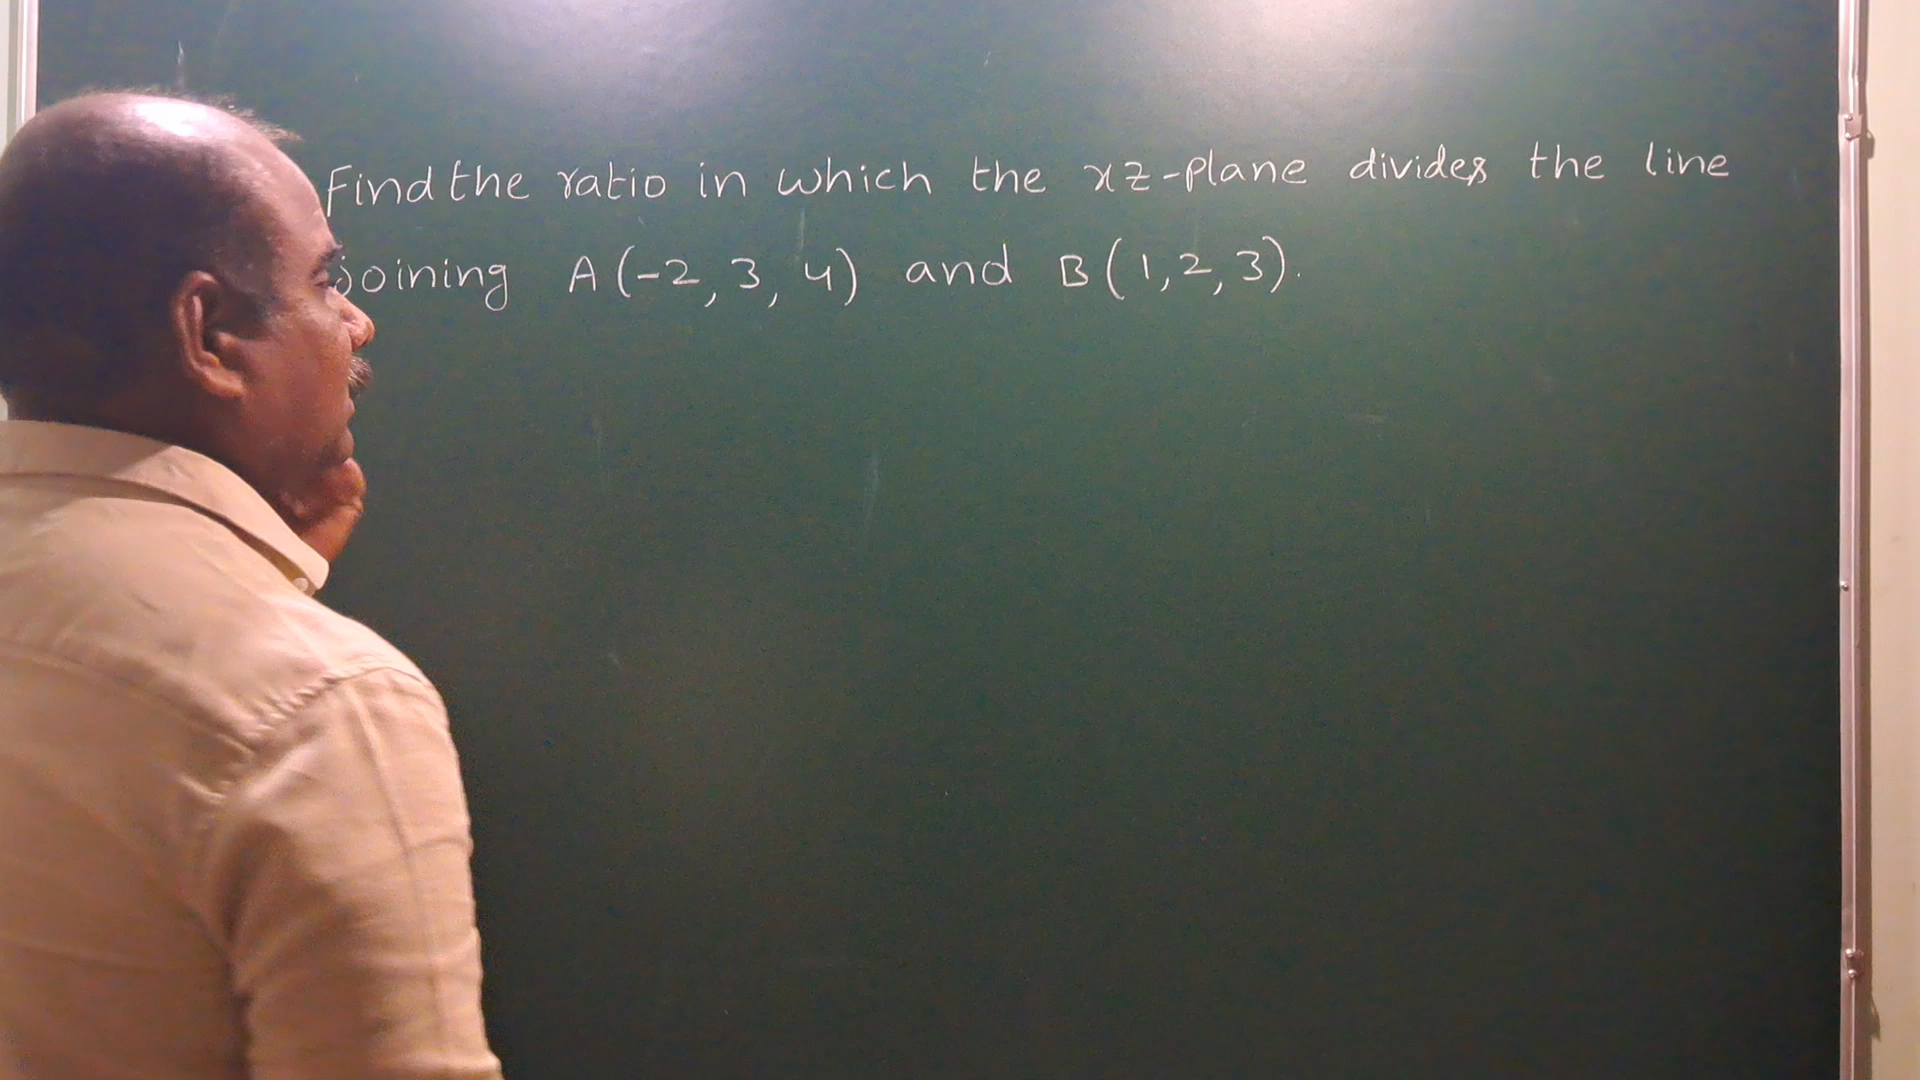 Find the ratio in which the xz-plane divides the line
joining A(-2, 3, 4) and B(1,2,3).